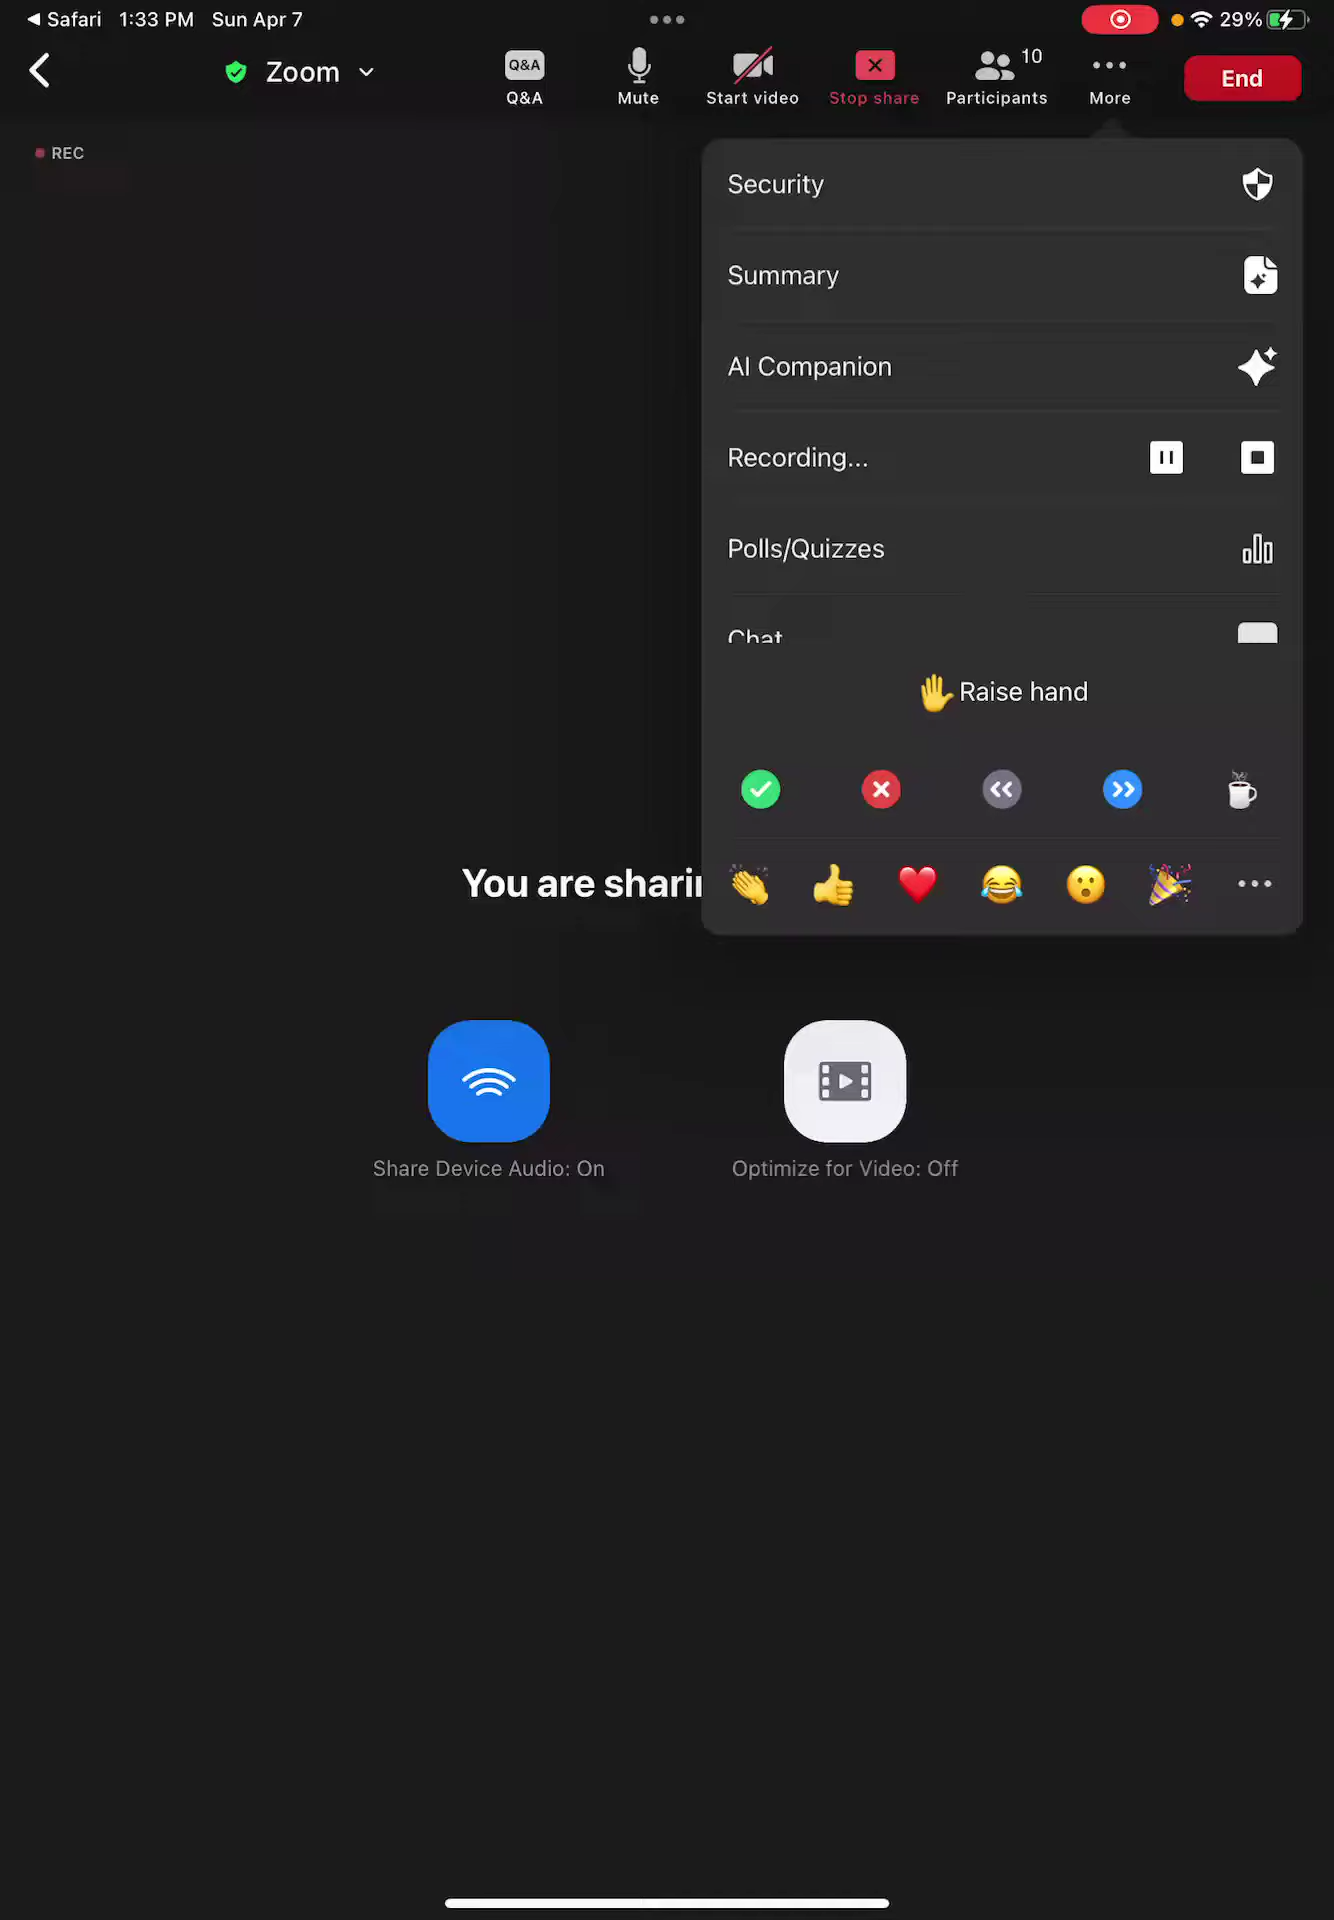 Safari 1:33 PM Sun Apr 7
29%
Zoom
Q&A
Q&A
Mute
Start video
Stop share
10
Participants
More
End
REC
Security
Summary
AI Companion
Recording...
Polls/Quizzes
Chat
Raise hand
You are sharin
Share Device Audio: On
Optimize for Video: Off